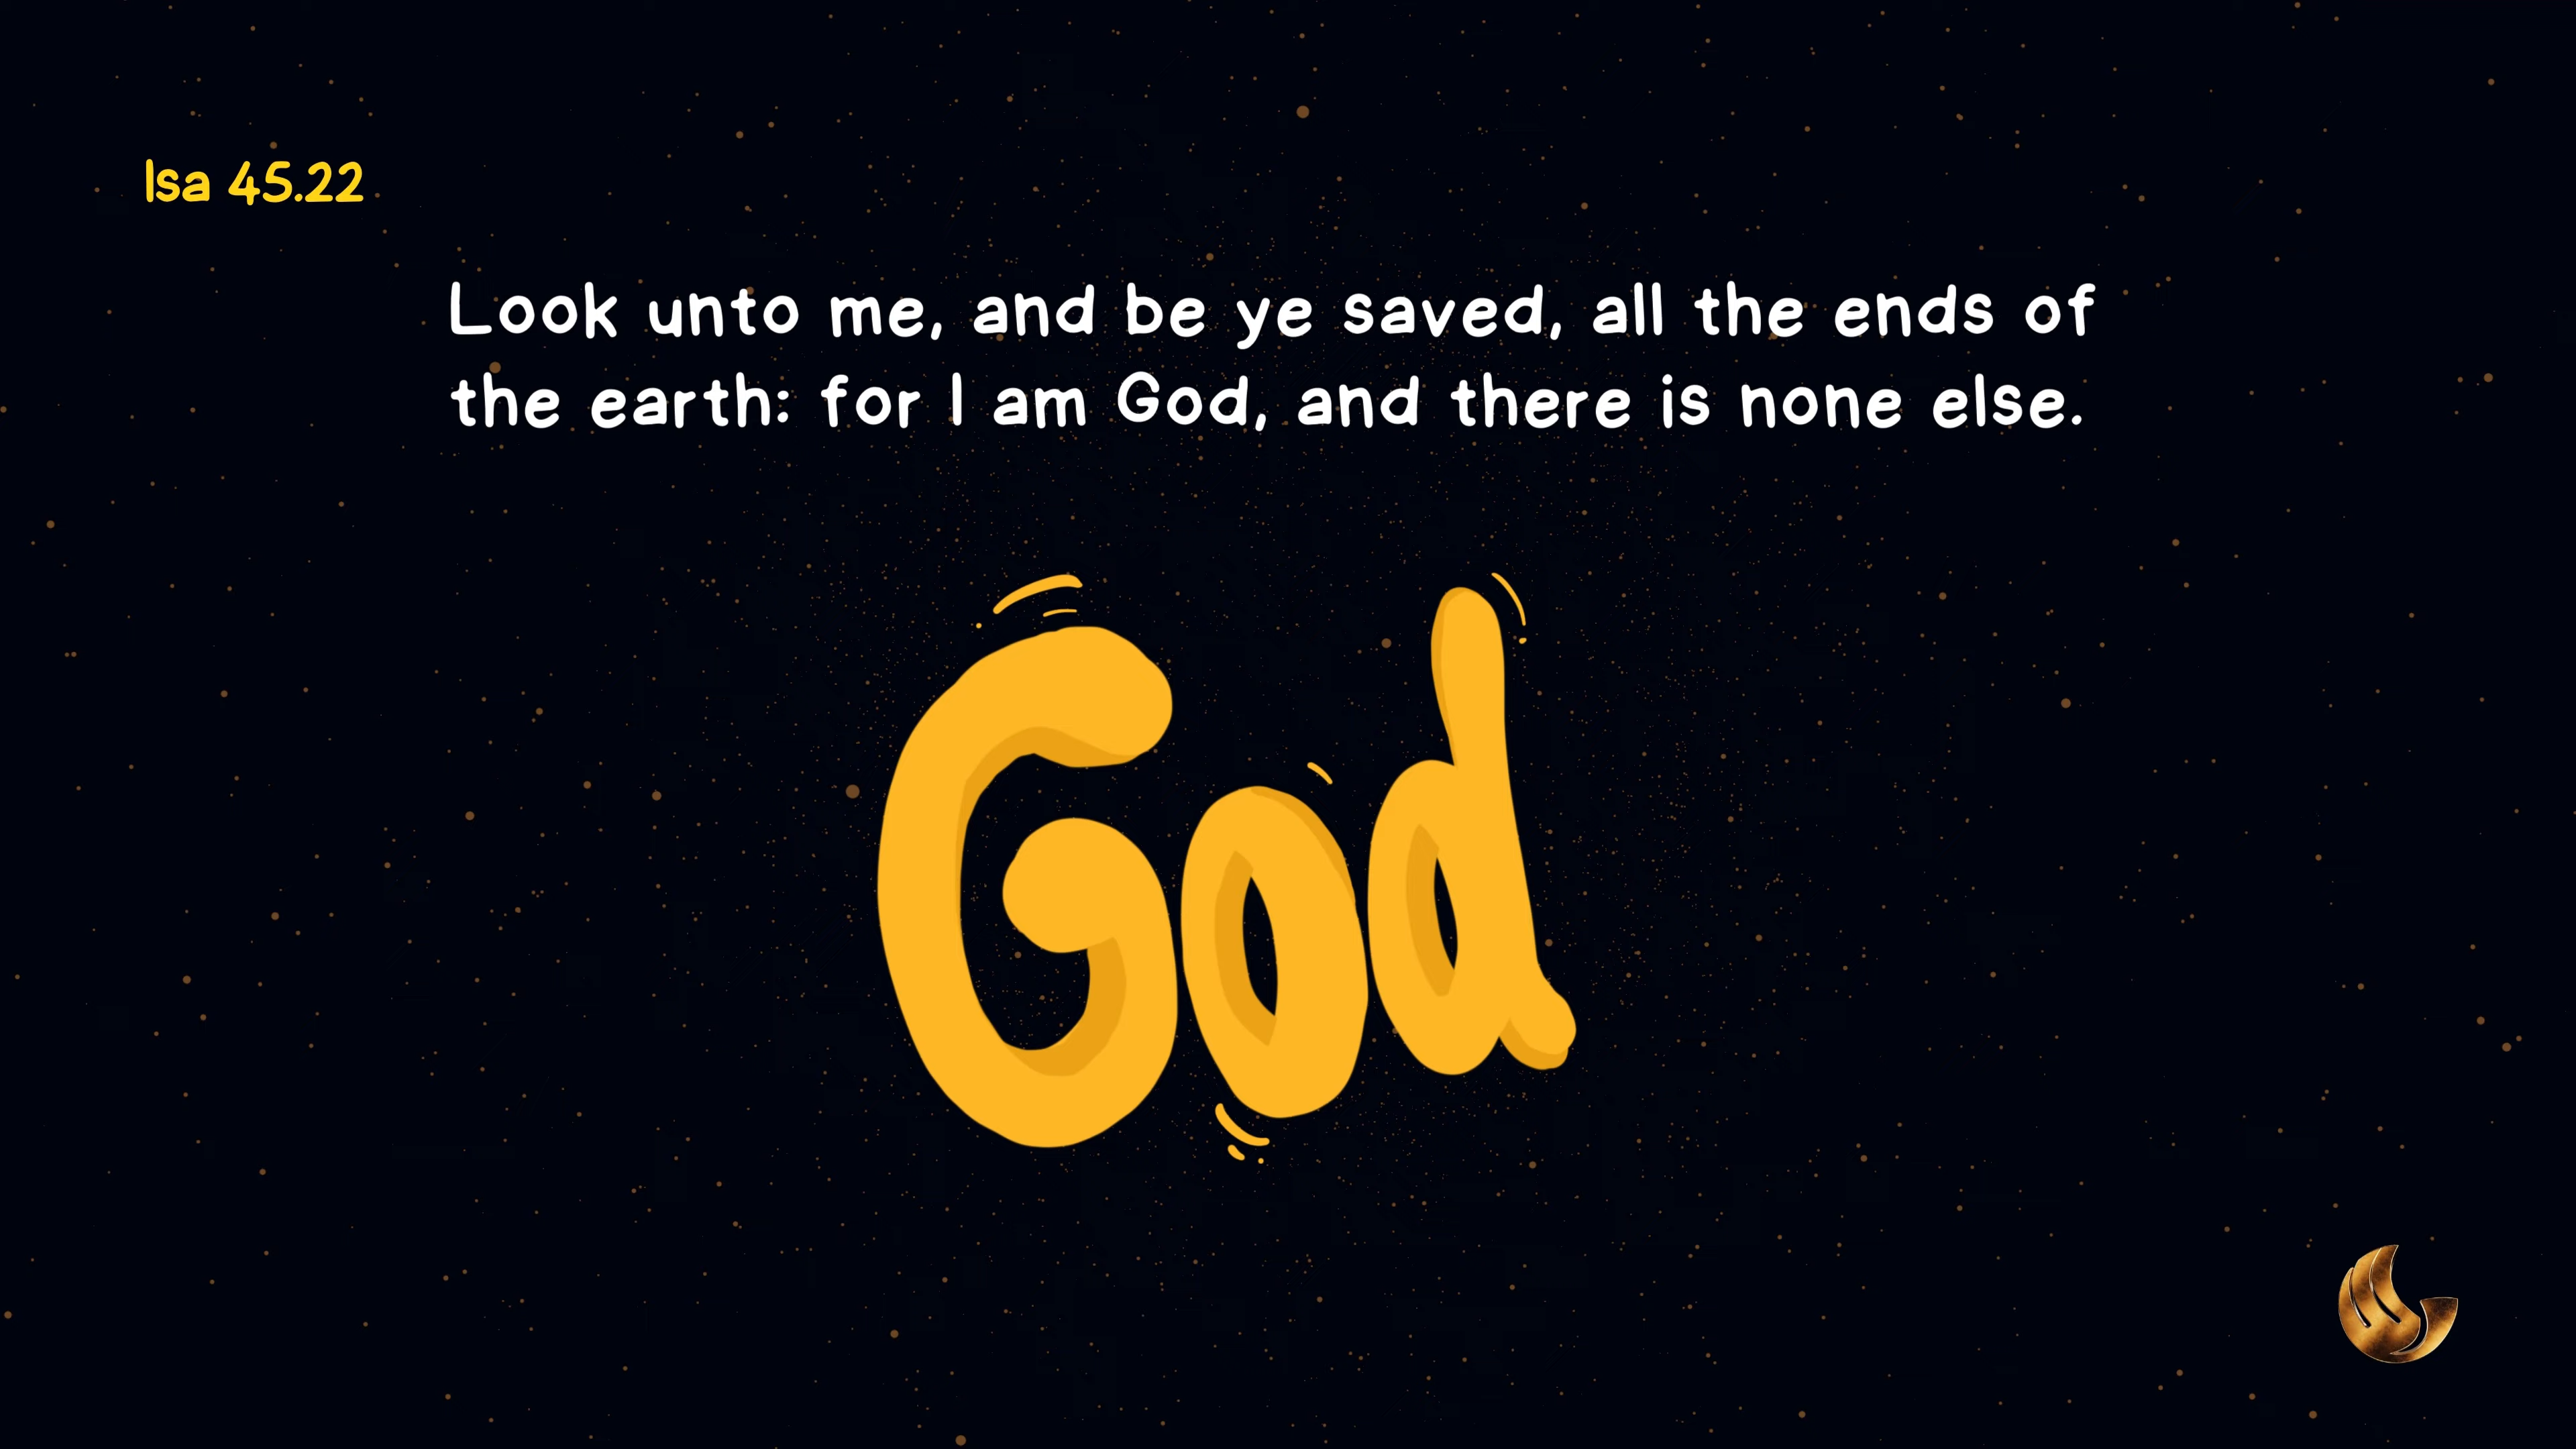 Isa 45.22
Look unto me, and be ye saved, all the ends of
the earth: for I am God, and there is none else.
God